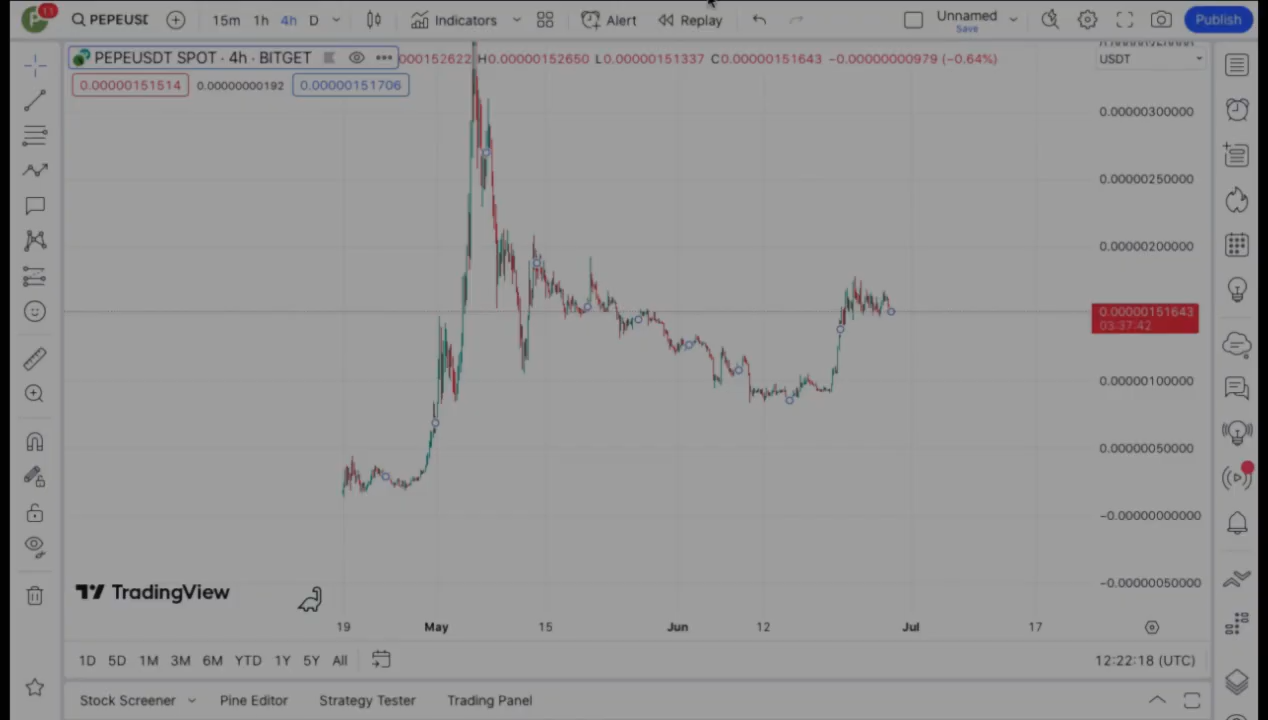 11
PEPEUSD
15m 1h 4h D
Indicators
Alert
Replay
Unnamed
Save
Publish
PEPEUSDT SPOT · 4h · BITGET
000152622 H0.00000152650 L0.00000151337 C0.00000151643 −0.00000000979 (−0.64%)
USDT
0.00000151514 0.00000000192 0.00000151706
0.00000300000
0.00000250000
0.00000200000
0.00000151643
03:37:42
0.00000100000
0.00000050000
−0.00000000000
−0.00000050000
TradingView
19 May 15 Jun 12 Jul 17
1D 5D 1M 3M 6M YTD 1Y 5Y All
12:22:18 (UTC)
Stock Screener Pine Editor Strategy Tester Trading Panel